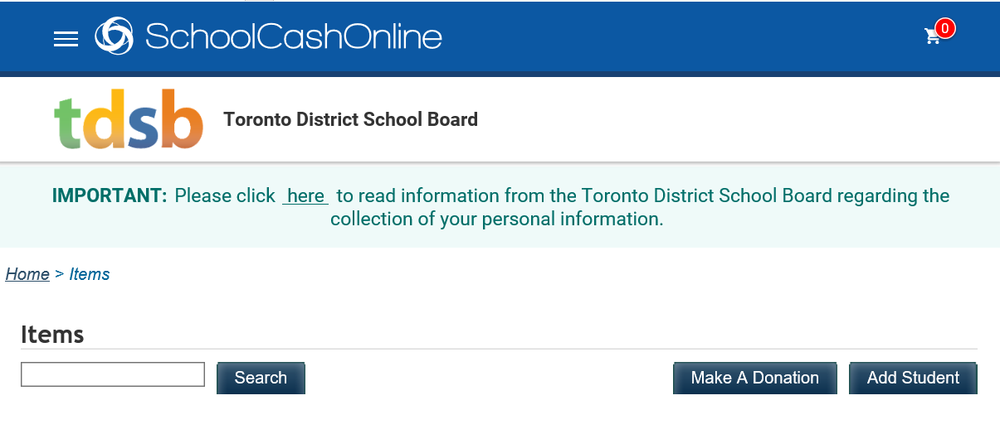 SchoolCashOnline
0
tdsb Toronto District School Board
IMPORTANT: Please click here to read information from the Toronto District School Board regarding the
collection of your personal information.
Home > Items
Items
Search Make A Donation Add Student